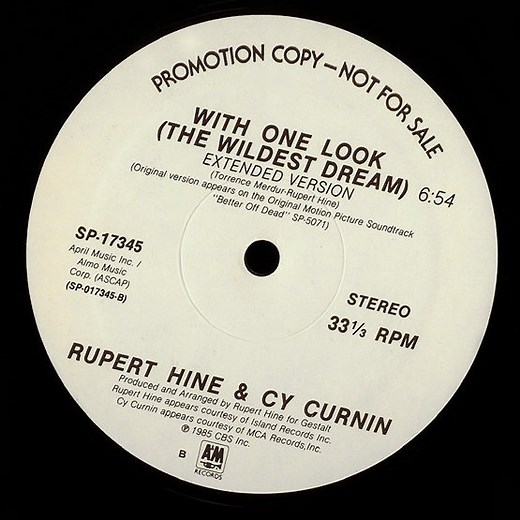 PROMOTION COPY—NOT FOR SALE
WITH ONE LOOK
(THE WILDEST DREAM) 6:54
EXTENDED VERSION
(Torrence Merdur-Rupert Hine)
(Original version appears on the Original Motion Picture Soundtrack
"Better Off Dead" SP-5071)
SP-17345
April Music Inc. /
Almo Music
Corp. (ASCAP)
(SP-017345-B)
STEREO
33⅓ RPM
RUPERT HINE & CY CURNIN
Produced and Arranged by Rupert Hine for Gestalt
Rupert Hine appears courtesy of Island Records Inc.
Cy Curnin appears courtesy of MCA Records,Inc.
℗ 1985 CBS Inc.
B
A&M
RECORDS